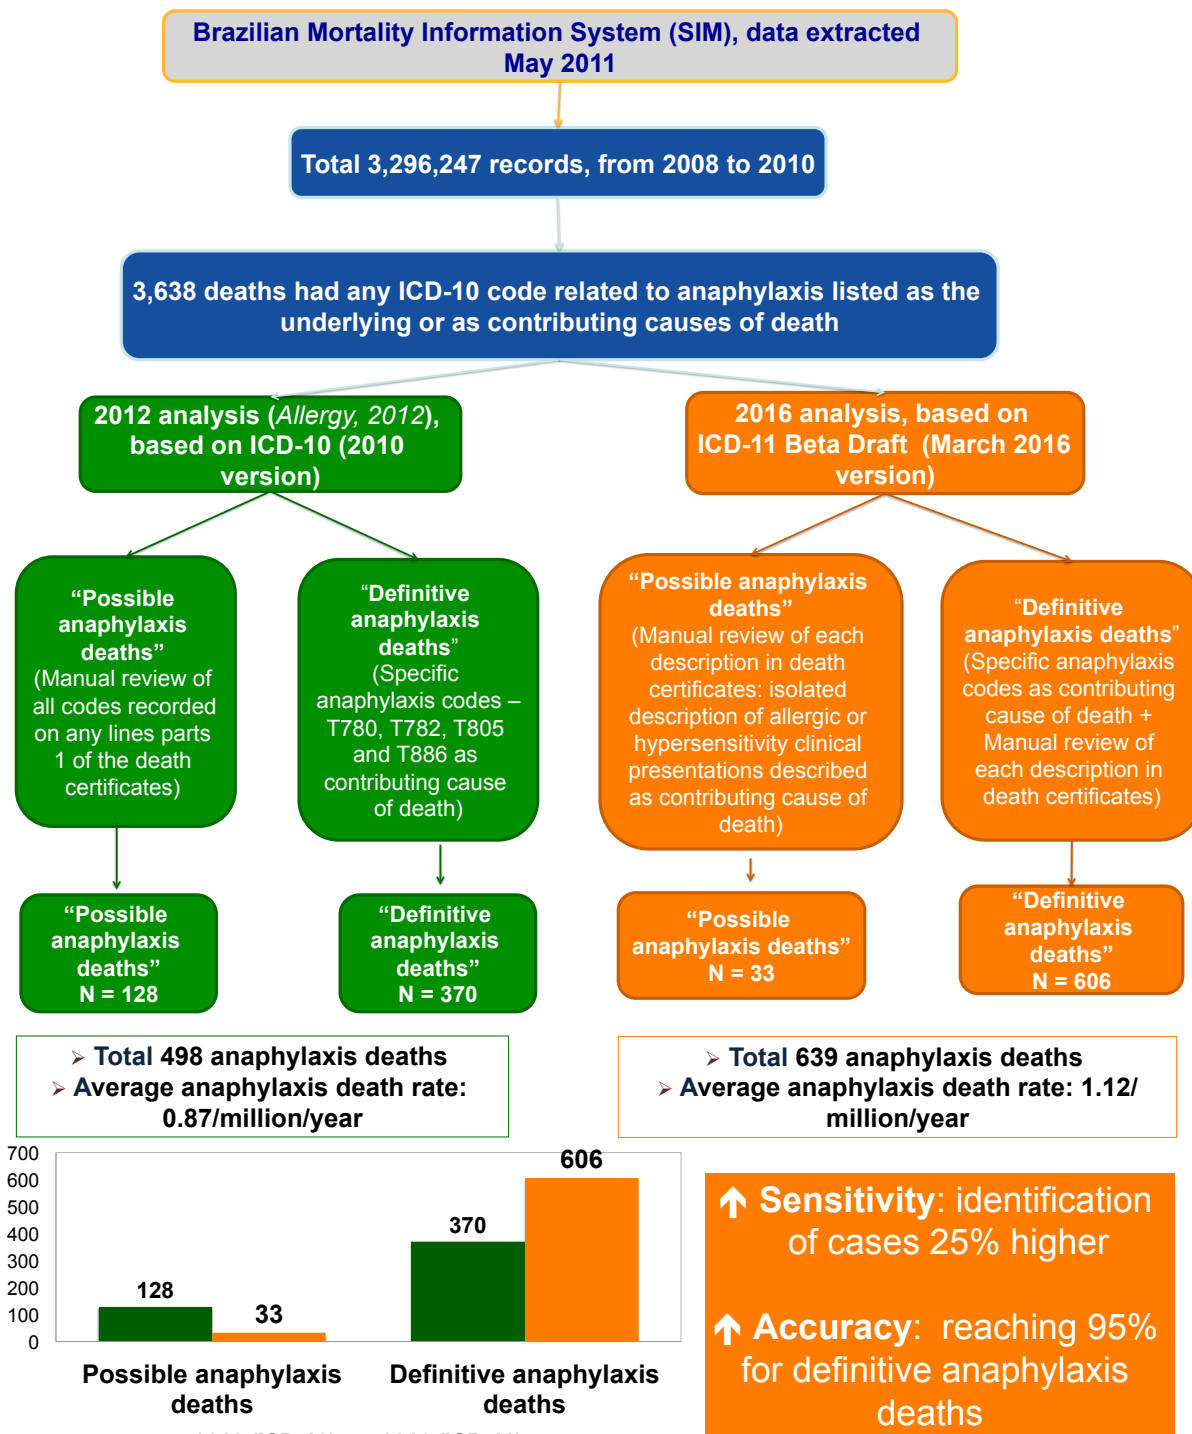 Brazilian Mortality Information System (SIM), data extracted
May 2011
Total 3,296,247 records, from 2008 to 2010
3,638 deaths had any ICD-10 code related to anaphylaxis listed as the
underlying or as contributing causes of death
2012 analysis (Allergy, 2012),
based on ICD-10 (2010
version)
2016 analysis, based on
ICD-11 Beta Draft (March 2016
version)
“Possible
anaphylaxis
deaths”
(Manual review of
all codes recorded
on any lines parts
1 of the death
certificates)
“Definitive
anaphylaxis
deaths”
(Specific
anaphylaxis codes –
T780, T782, T805
and T886 as
contributing cause
of death)
“Possible anaphylaxis
deaths”
(Manual review of each
description in death
certificates: isolated
description of allergic or
hypersensitivity clinical
presentations described
as contributing cause of
death)
“Definitive
anaphylaxis deaths”
(Specific anaphylaxis
codes as contributing
cause of death +
Manual review of
each description in
death certificates)
“Possible
anaphylaxis
deaths”
N = 128
“Definitive
anaphylaxis
deaths”
N = 370
“Possible
anaphylaxis deaths”
N = 33
“Definitive
anaphylaxis
deaths”
N = 606
➢ Total 498 anaphylaxis deaths
➢ Average anaphylaxis death rate:
0.87/million/year
➢ Total 639 anaphylaxis deaths
➢ Average anaphylaxis death rate: 1.12/
million/year
700
600
500
400
300
200
100
0
128
33
370
606
Possible anaphylaxis
deaths
Definitive anaphylaxis
deaths
↑ Sensitivity: identification
of cases 25% higher
↑ Accuracy: reaching 95%
for definitive anaphylaxis
deaths